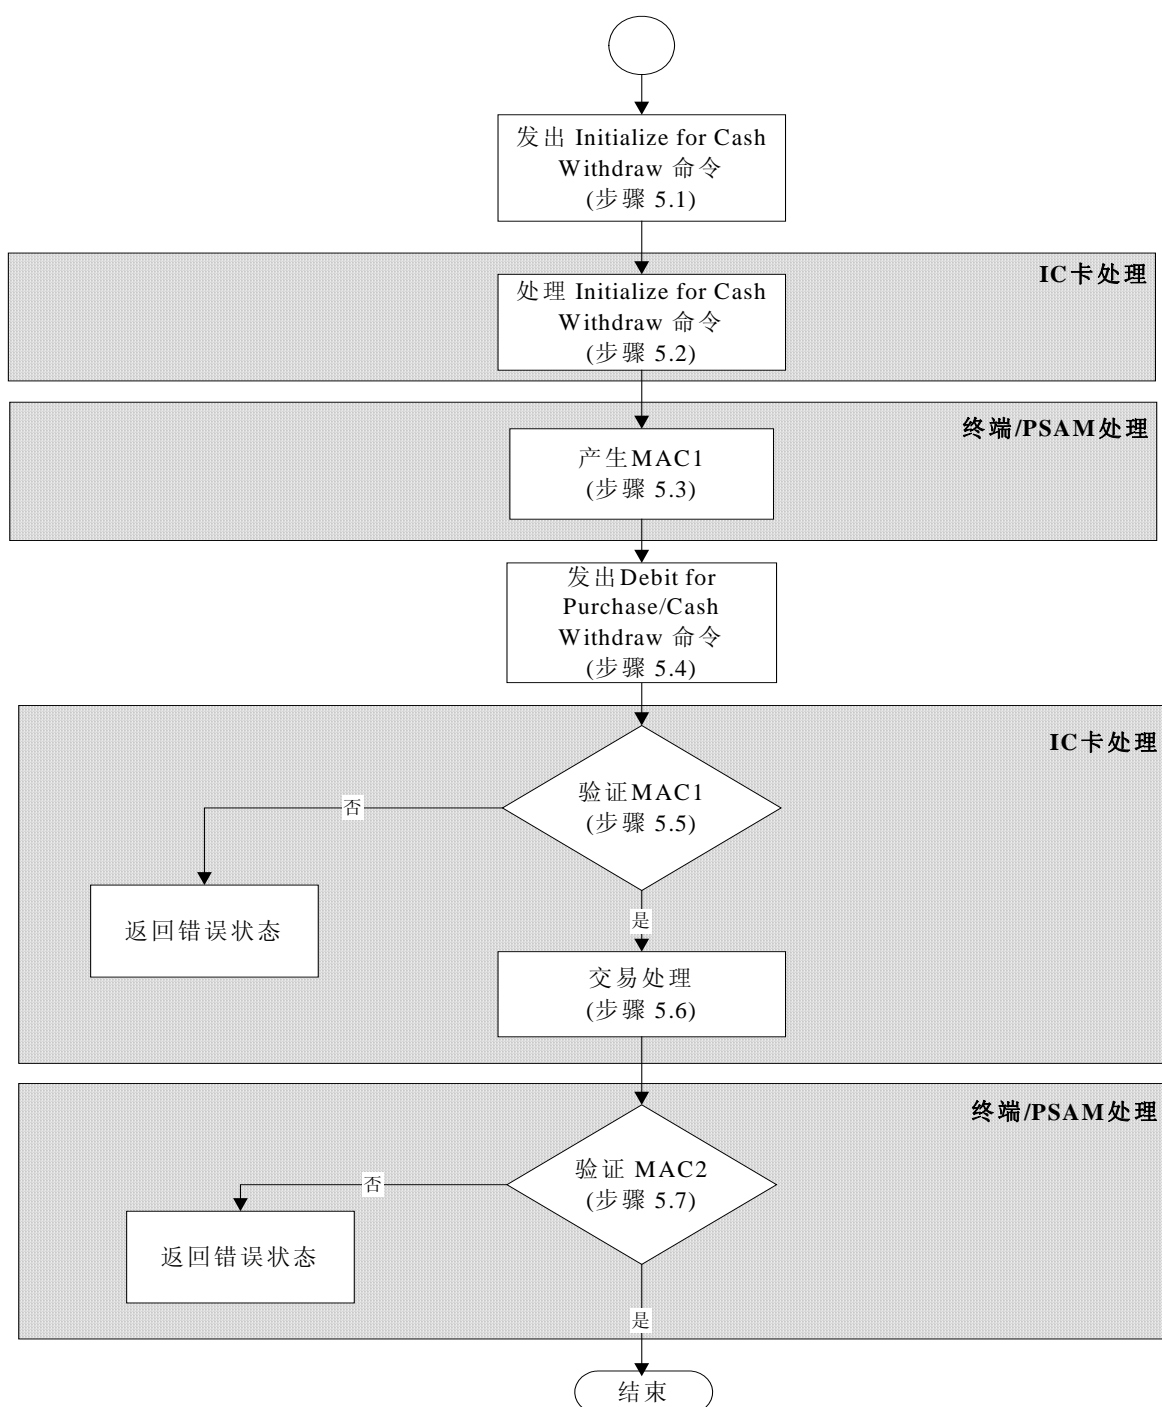 发出 Initialize for Cash
Withdraw 命令
(步骤 5.1)
IC卡处理
处理 Initialize for Cash
Withdraw 命令
(步骤 5.2)
终端/PSAM处理
产生MAC1
(步骤 5.3)
发出Debit for
Purchase/Cash
Withdraw 命令
(步骤 5.4)
IC卡处理
验证MAC1
(步骤 5.5)
否
返回错误状态
是
交易处理
(步骤 5.6)
终端/PSAM处理
验证 MAC2
(步骤 5.7)
否
返回错误状态
是
结束